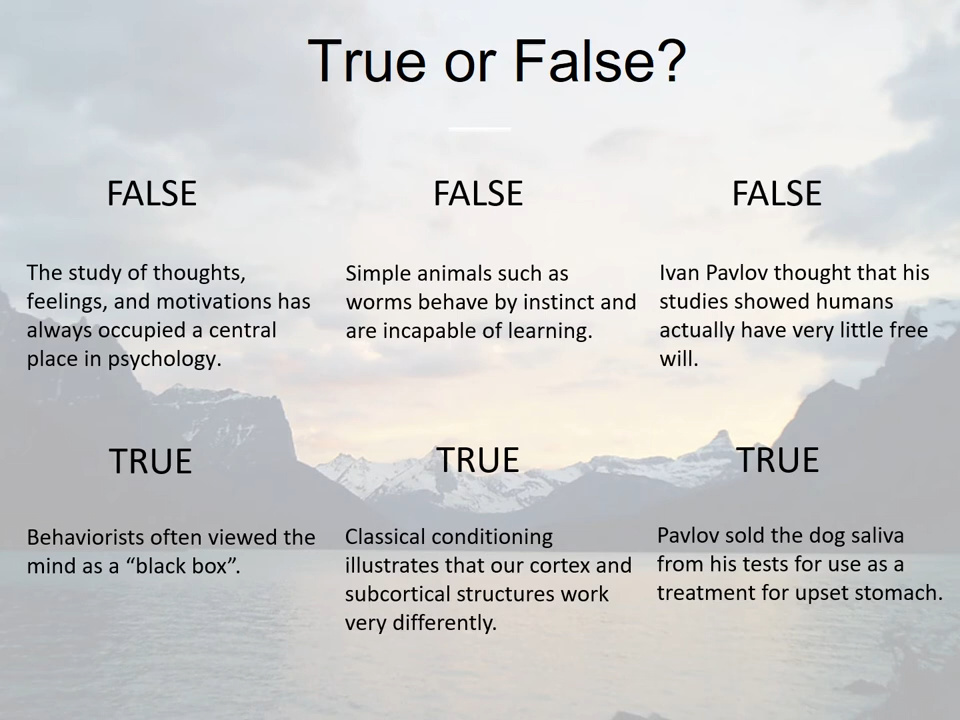 True or False?
FALSE
FALSE
FALSE
The study of thoughts,
feelings, and motivations has
always occupied a central
place in psychology.
Simple animals such as
worms behave by instinct and
are incapable of learning.
Ivan Pavlov thought that his
studies showed humans
actually have very little free
will.
TRUE
TRUE
TRUE
Behaviorists often viewed the
mind as a “black box”.
Classical conditioning
illustrates that our cortex and
subcortical structures work
very differently.
Pavlov sold the dog saliva
from his tests for use as a
treatment for upset stomach.